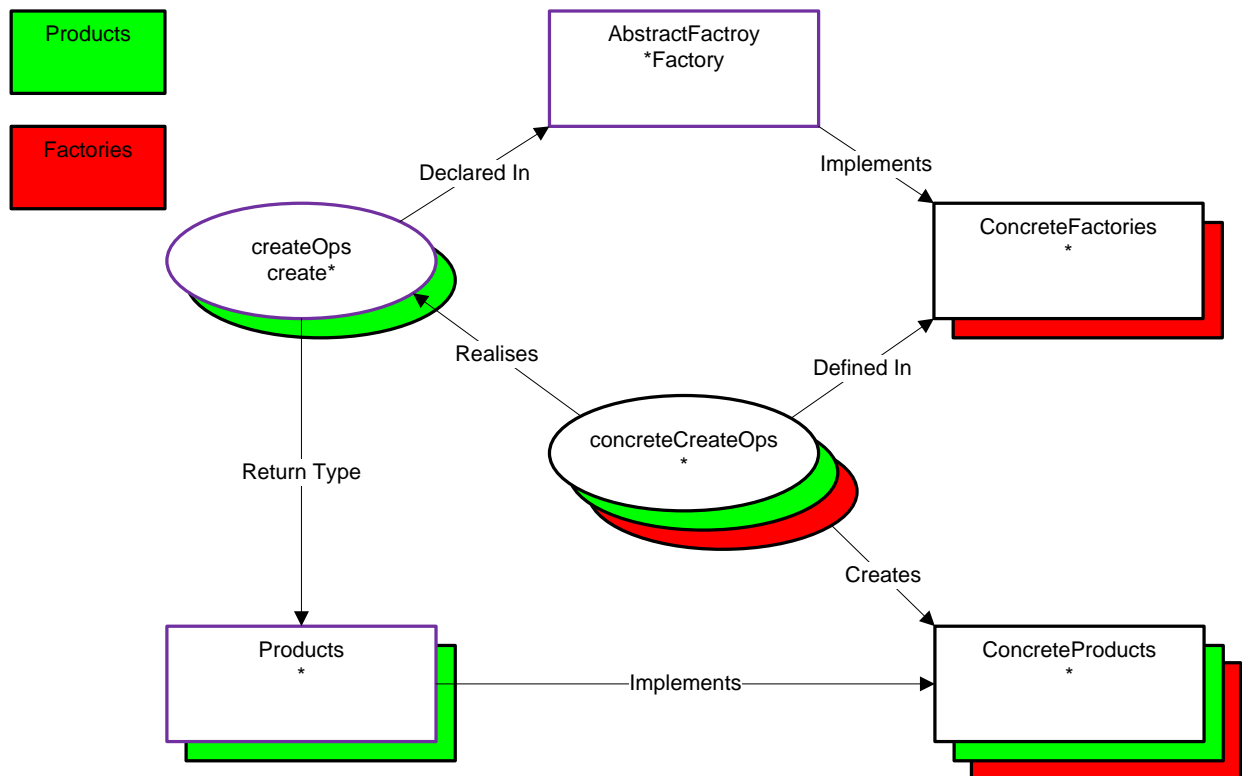 Products
AbstractFactroy
*Factory
Factories
Implements
Declared In
createOps
create*
ConcreteFactories
*
Realises
Defined In
concreteCreateOps
*
Return Type
Creates
Products
*
ConcreteProducts
*
Implements